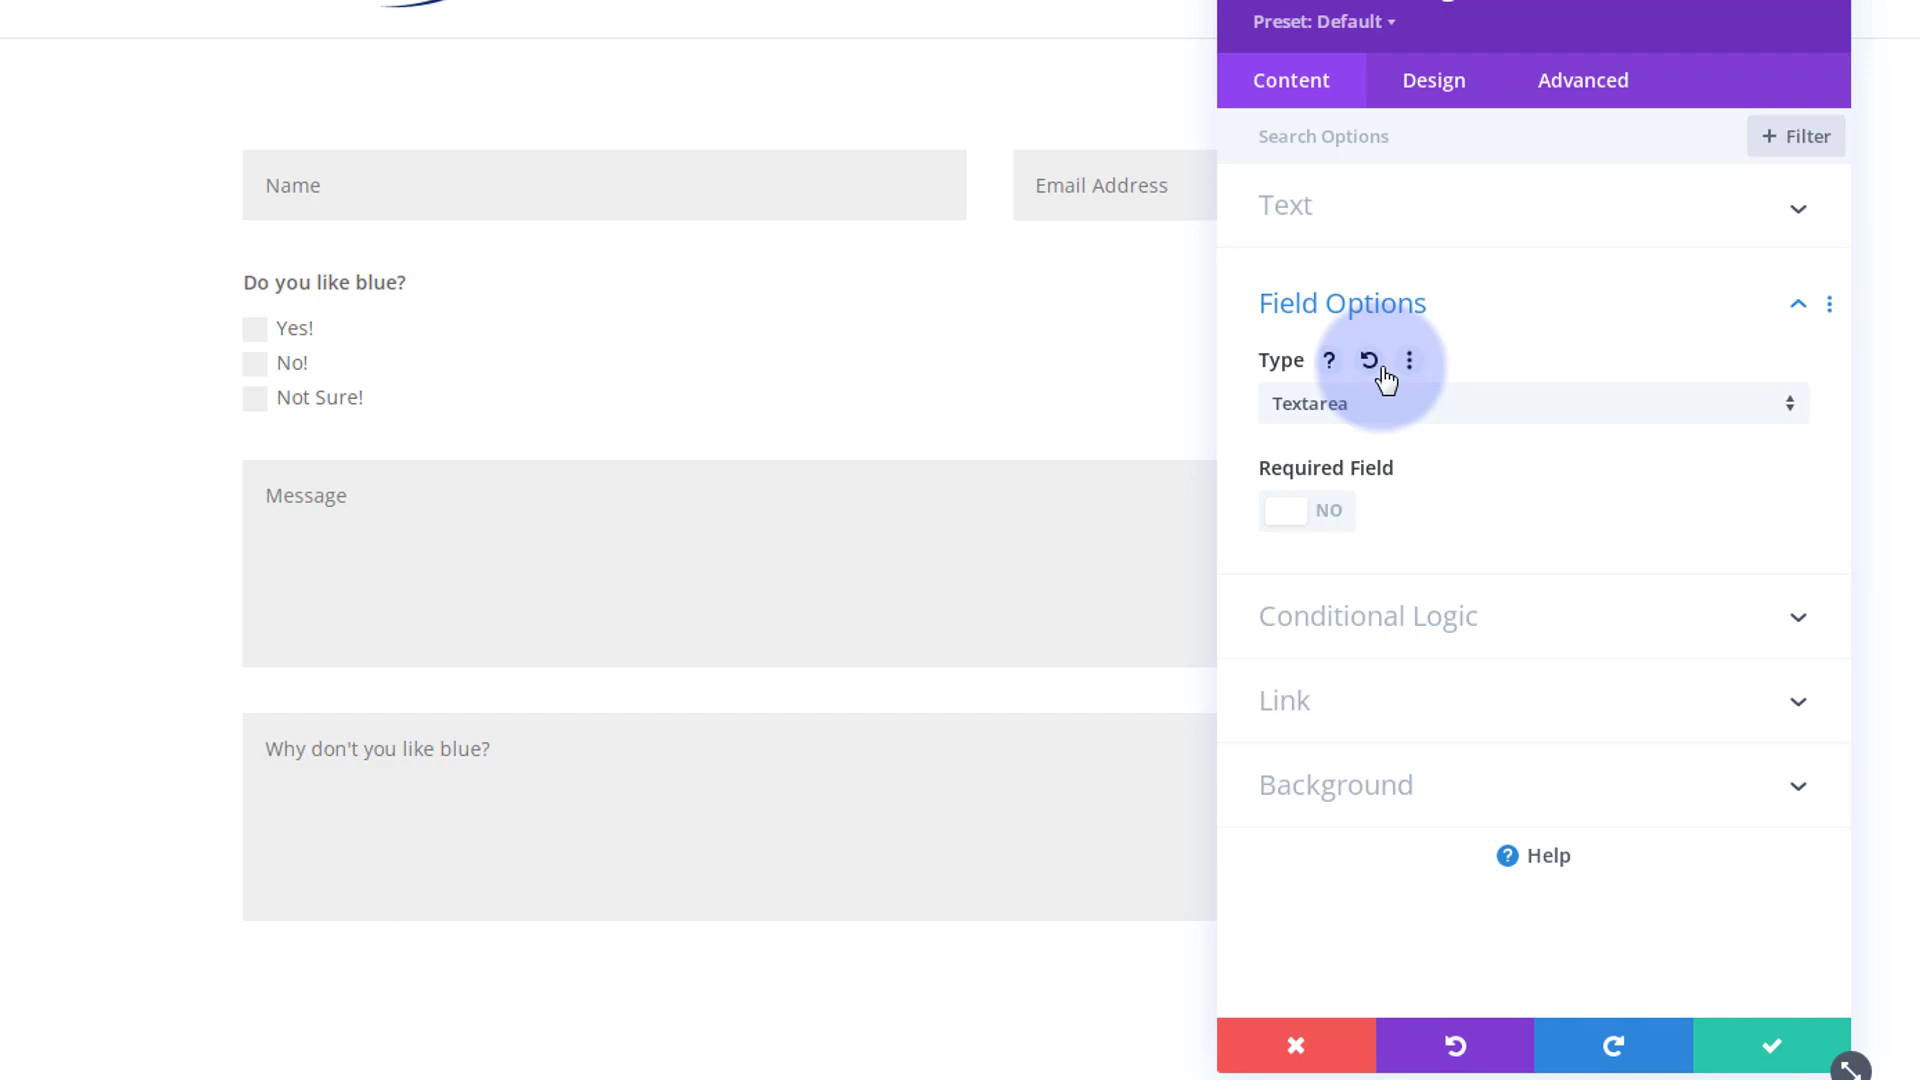 Preset: Default
Content Design Advanced
Search Options + Filter
Name
Email Address
Text
Do you like blue?
Yes!
No!
Not Sure!
Field Options
Type ?
Textarea
Required Field
NO
Message
Conditional Logic
Link
Why don't you like blue?
Background
? Help